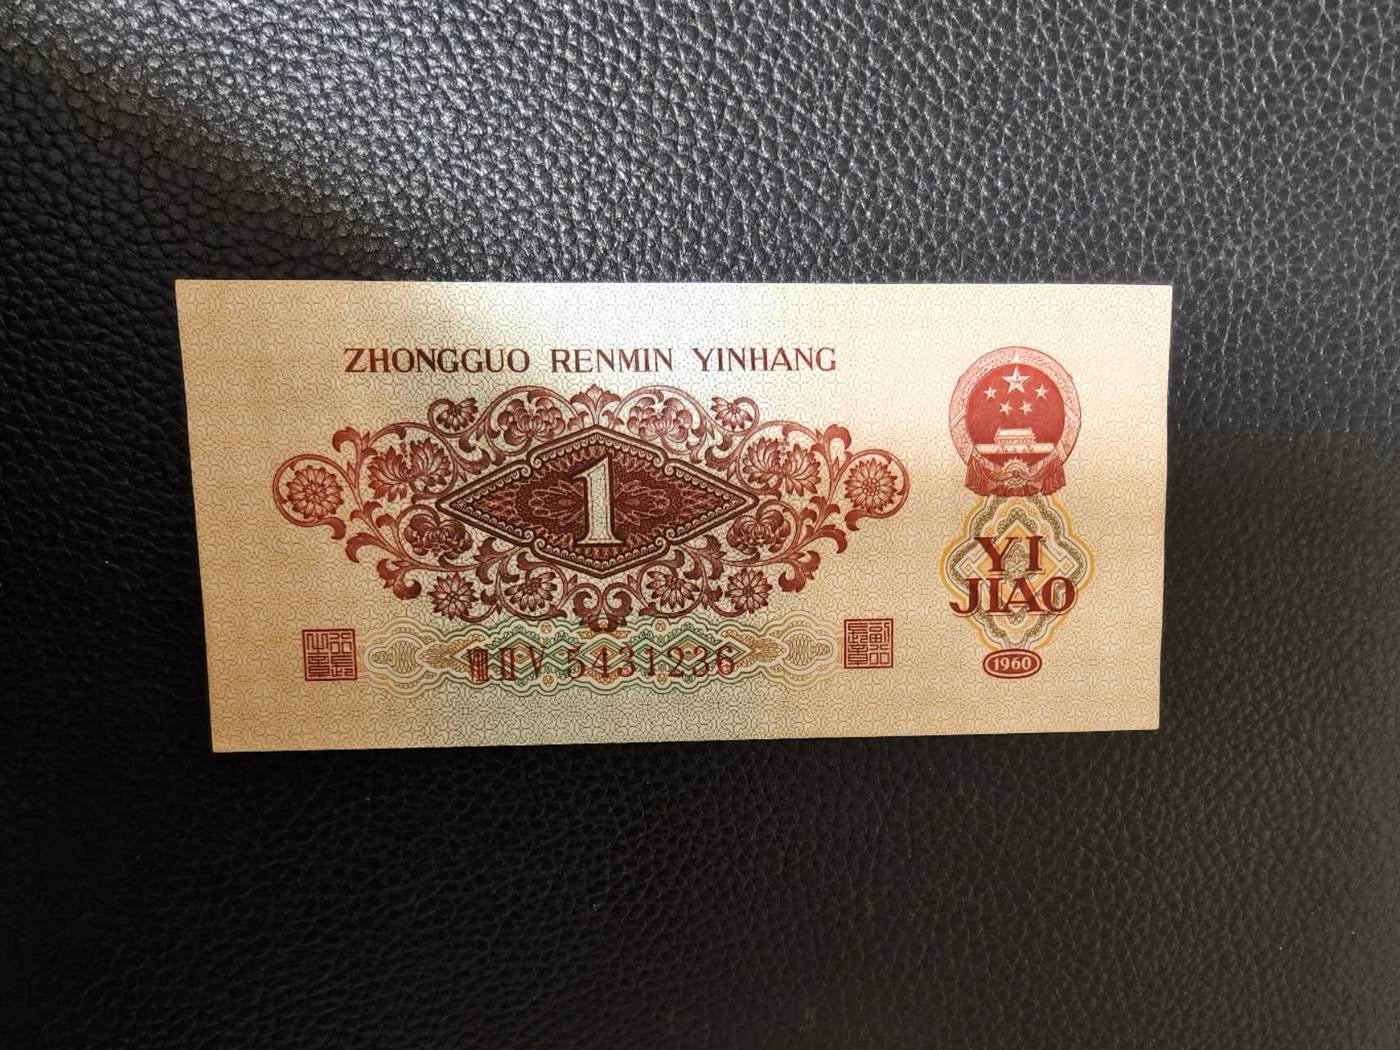 ZHONGGUO RENMIN YINHANG
1
YI
JIAO
V 5431236
1960